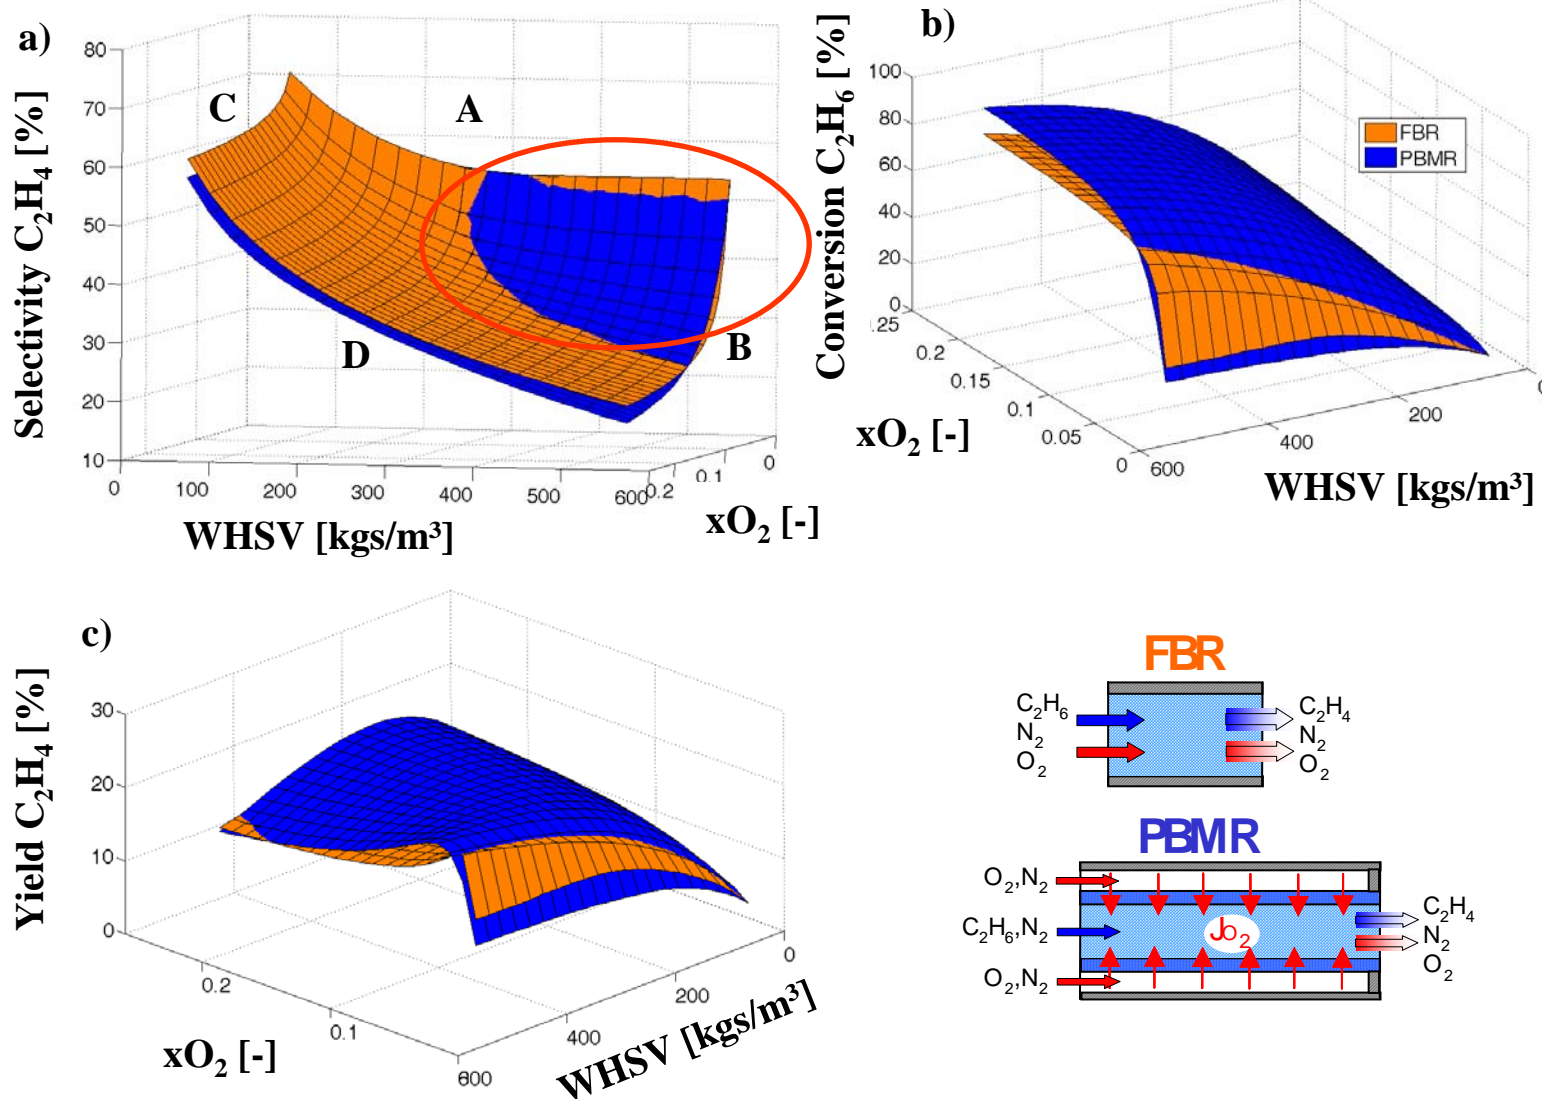 a)
Selectivity C2H4 [%]
80
70
60
50
40
30
20
10
C
A
B
D
0
100
200
300
400
500
600
0.2
0.1
0
WHSV [kgs/m³]
xO2 [-]
b)
Conversion C2H6 [%]
100
80
60
40
20
0
.25
0.2
0.15
0.1
0.05
0
600
400
200
0
FBR
PBMR
xO2 [-]
WHSV [kgs/m³]
c)
Yield C2H4 [%]
30
20
10
0
0.2
0.1
600
400
200
0
xO2 [-]
WHSV [kgs/m³]
FBR
C2H6
N2
O2
C2H4
N2
O2
PBMR
O2,N2
C2H6,N2
O2,N2
JO2
C2H4
N2
O2